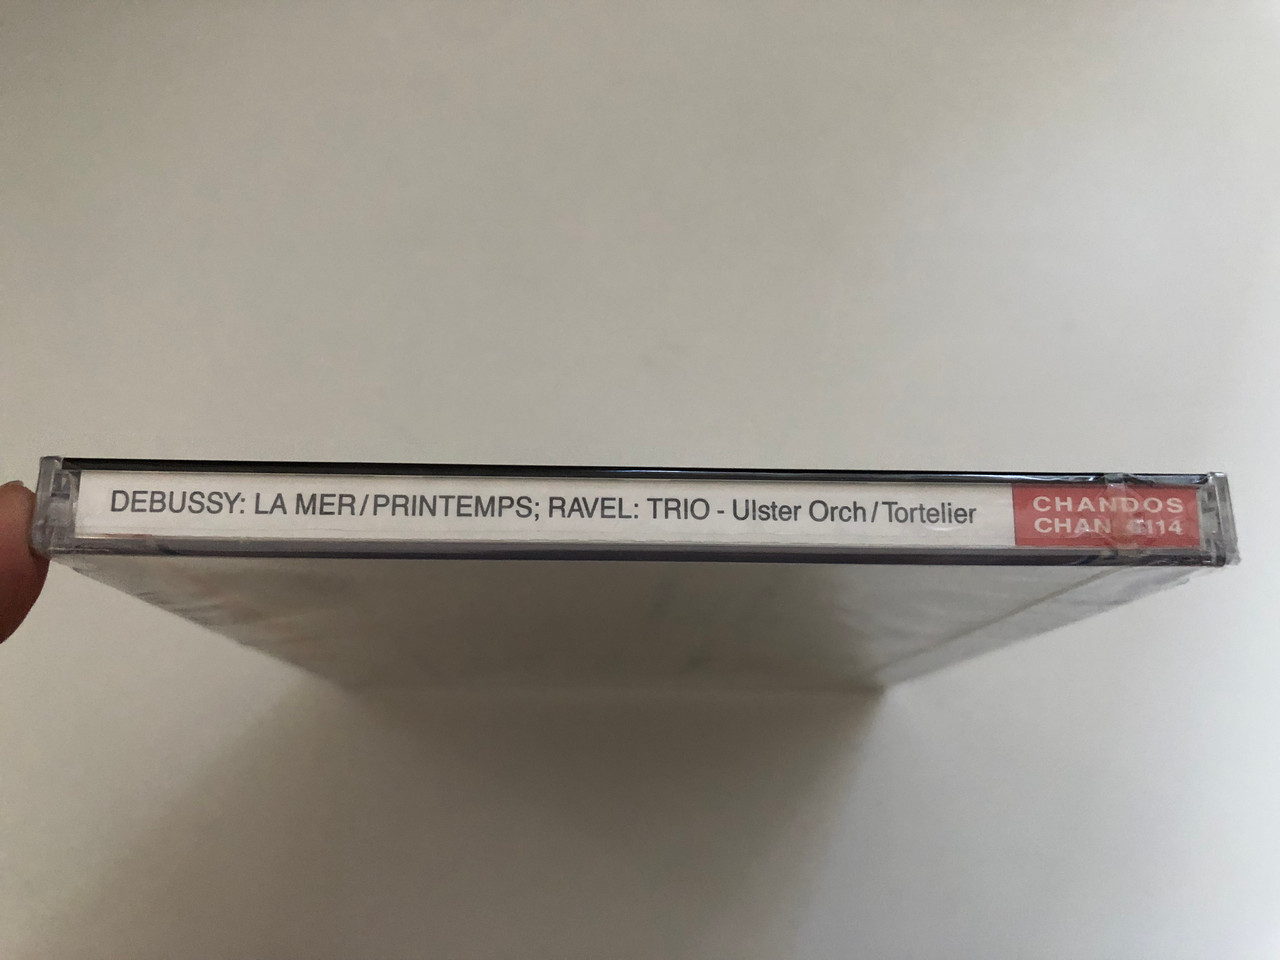 DEBUSSY: LA MER/PRINTEMPS; RAVEL: TRIO - Ulster Orch/Tortelier
CHANDOS
CHAN